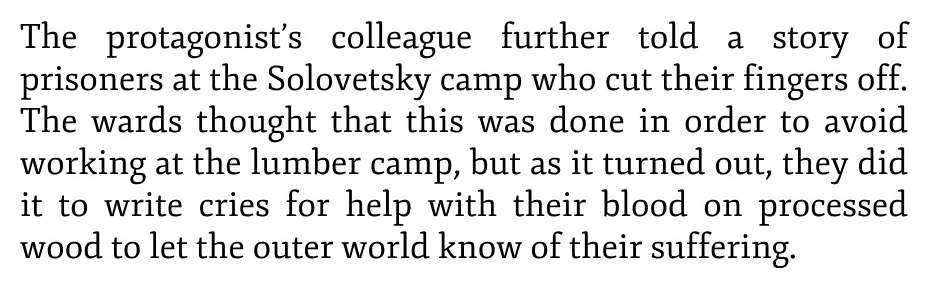 The protagonist’s colleague further told a story of
prisoners at the Solovetsky camp who cut their fingers off.
The wards thought that this was done in order to avoid
working at the lumber camp, but as it turned out, they did
it to write cries for help with their blood on processed
wood to let the outer world know of their suffering.